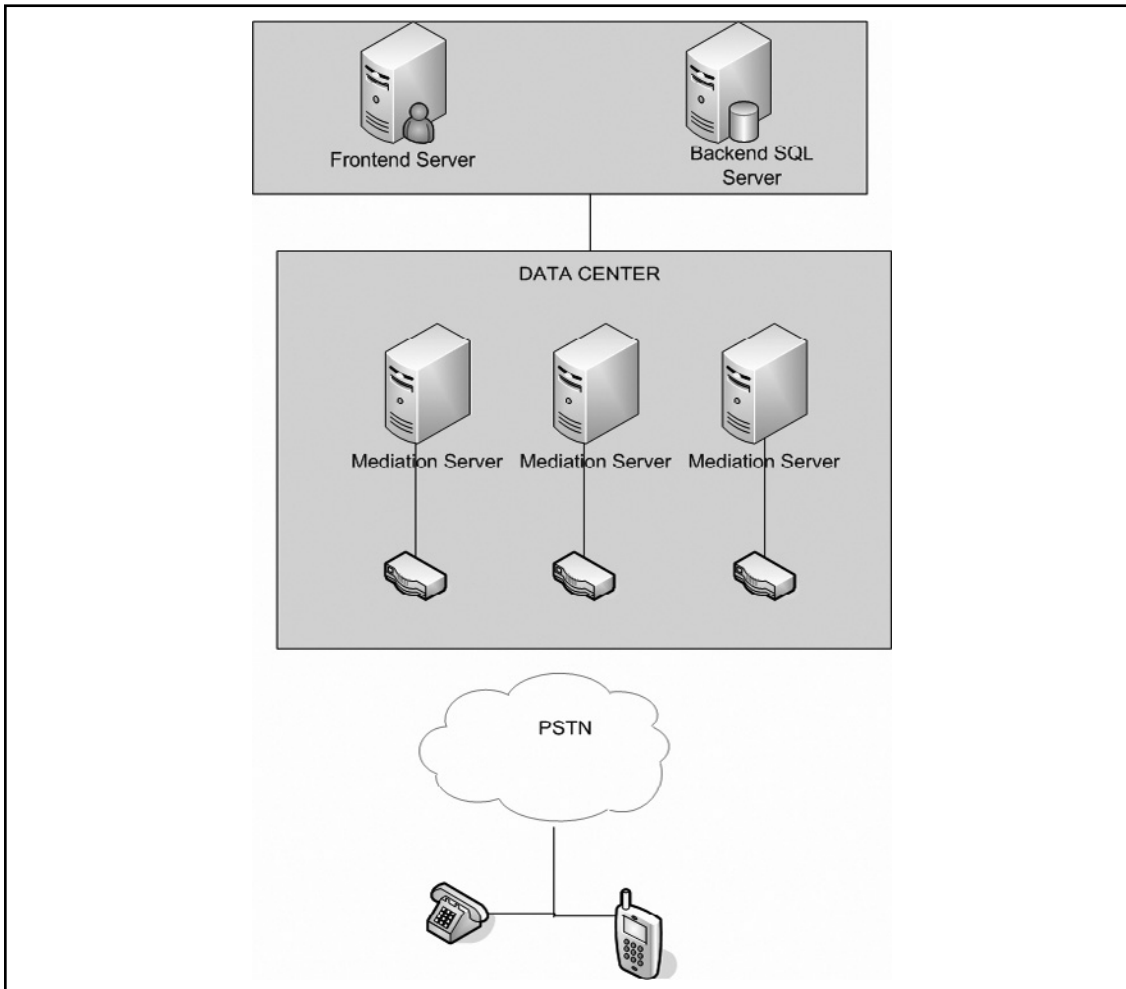 Frontend Server
Backend SQL
Server
DATA CENTER
Mediation Server Mediation Server Mediation Server
PSTN